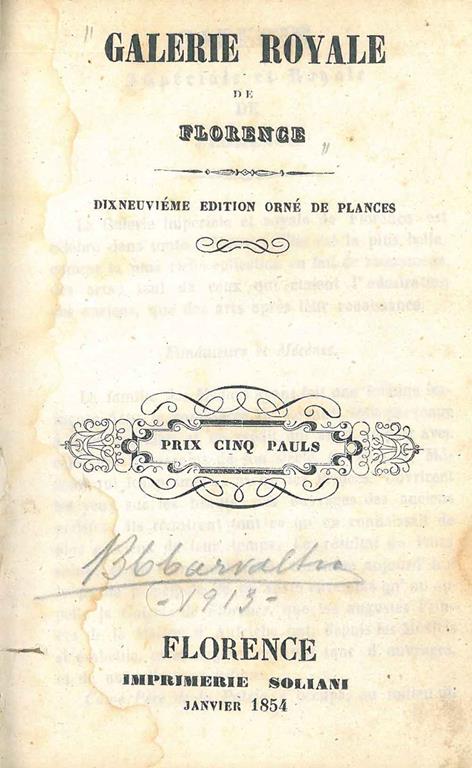 GALERIE ROYALE
DE
FLORENCE
DIXNEUVIÉME EDITION ORNÉ DE PLANCES
PRIX CINQ PAULS
-1913-
FLORENCE
IMPRIMERIE SOLIANI
JANVIER 1854